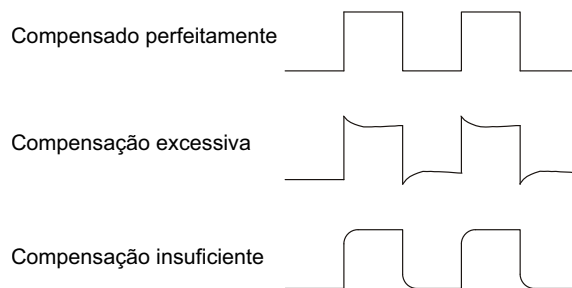 Compensado perfeitamente
Compensação excessiva
Compensação insuficiente